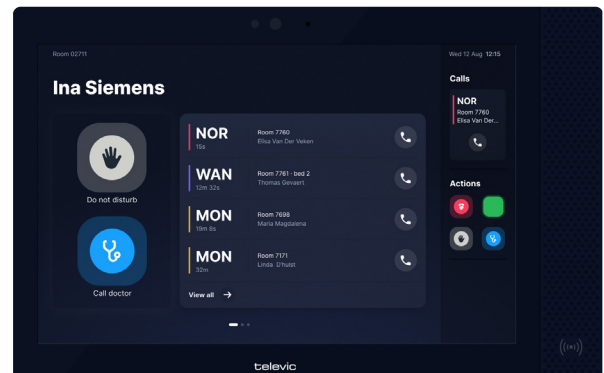 Room 02711
Wed 12 Aug 12:15
Ina Siemens
Do not disturb
Call doctor
NOR
15s
Room 7760
Elisa Van Der Veken
WAN
12m 32s
Room 7761 - bed 2
Thomas Gevaert
MON
19m 8s
Room 7698
Maria Magdalena
MON
32m
Room 7171
Linda D'hulst
View all
Calls
NOR
Room 7760
Elisa Van Der...
Actions
televic